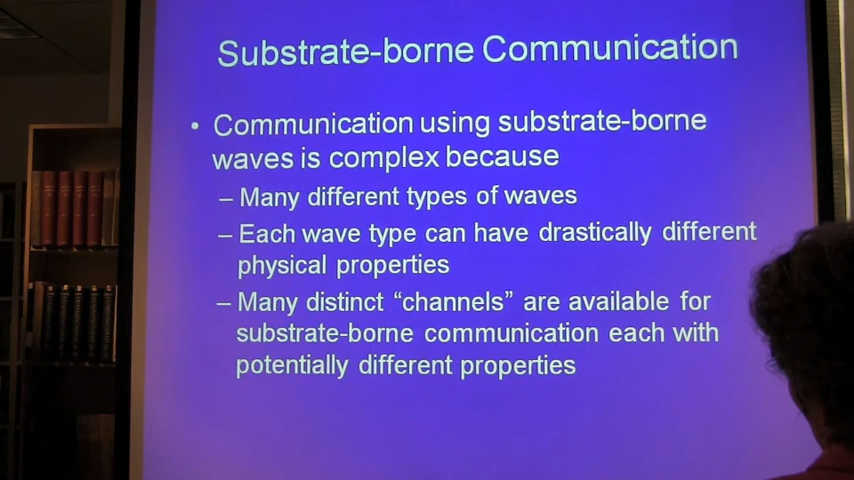 Substrate-borne Communication
• Communication using substrate-borne
waves is complex because
– Many different types of waves
– Each wave type can have drastically different
physical properties
– Many distinct “channels” are available for
substrate-borne communication each with
potentially different properties